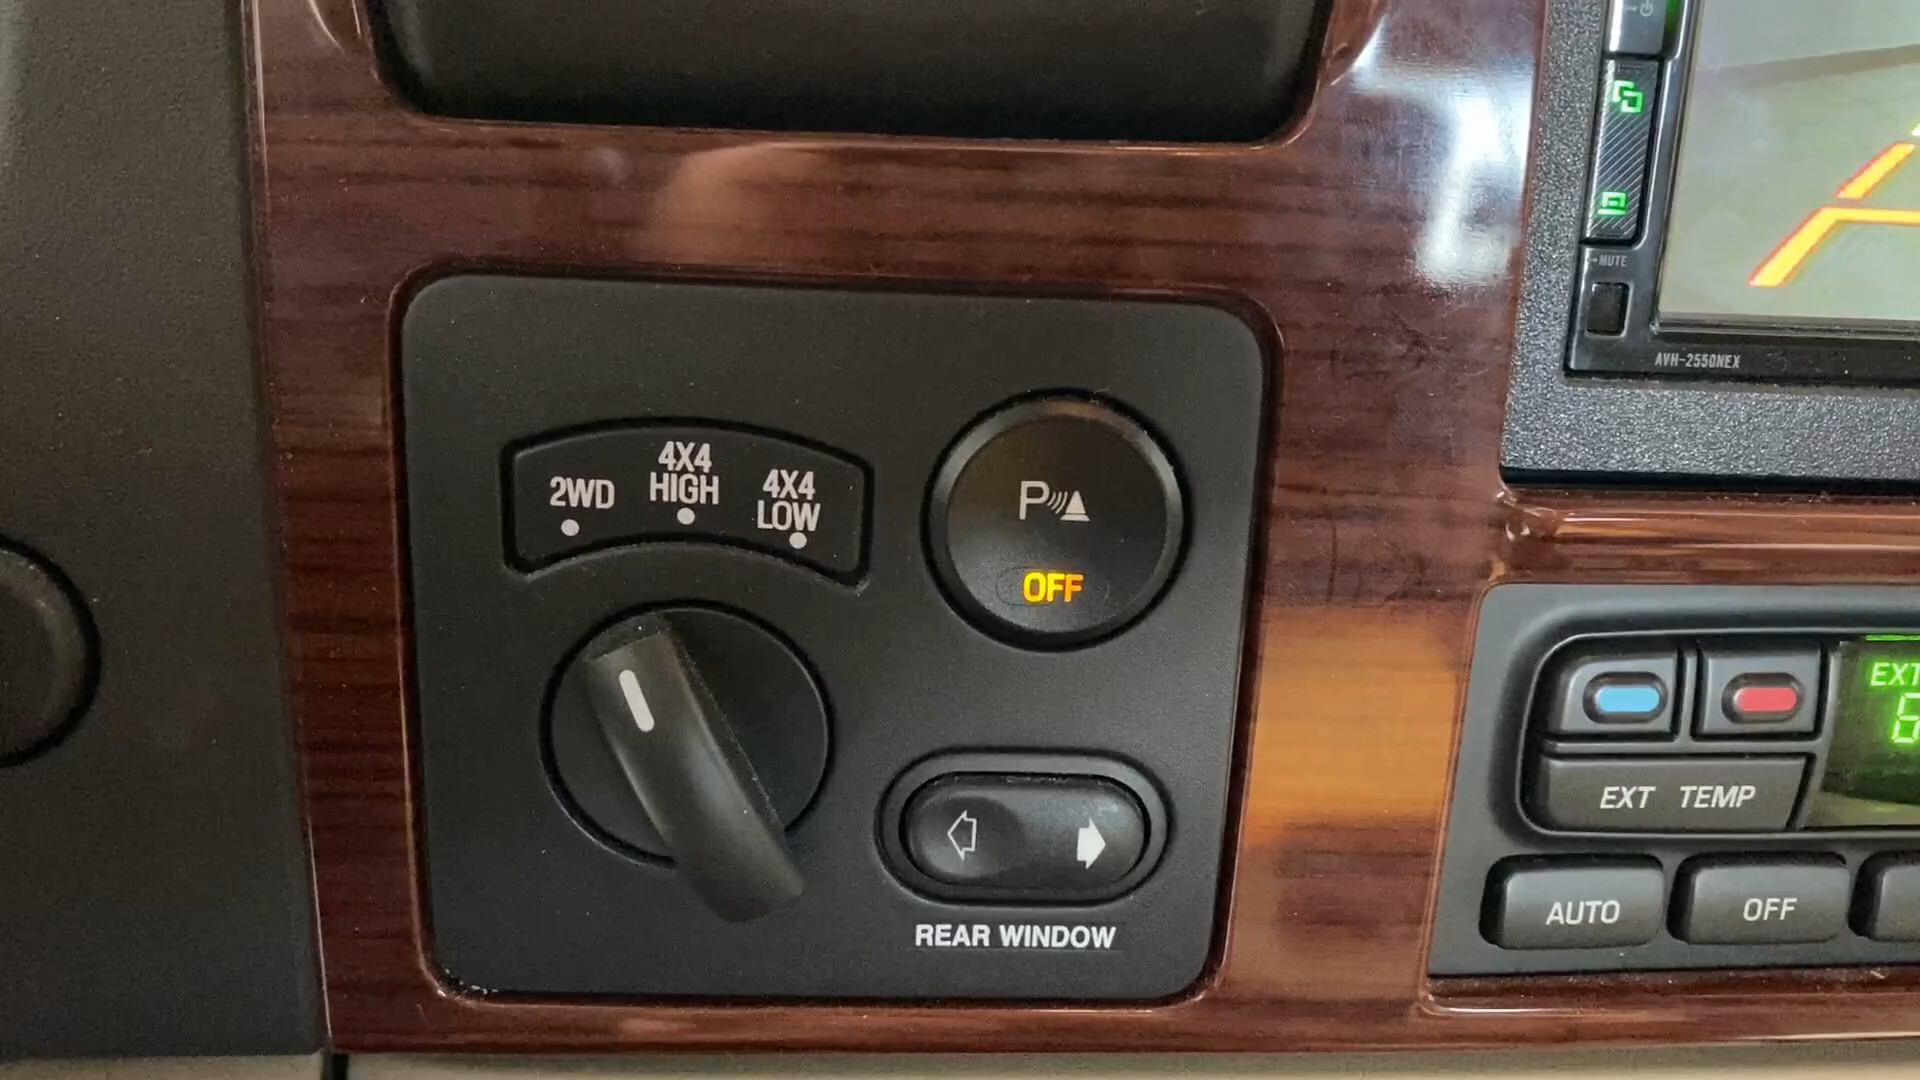 MUTE
AVH-2550NEX
2WD
4X4
HIGH
4X4
LOW
P
OFF
EXT
EXT TEMP
AUTO
OFF
REAR WINDOW